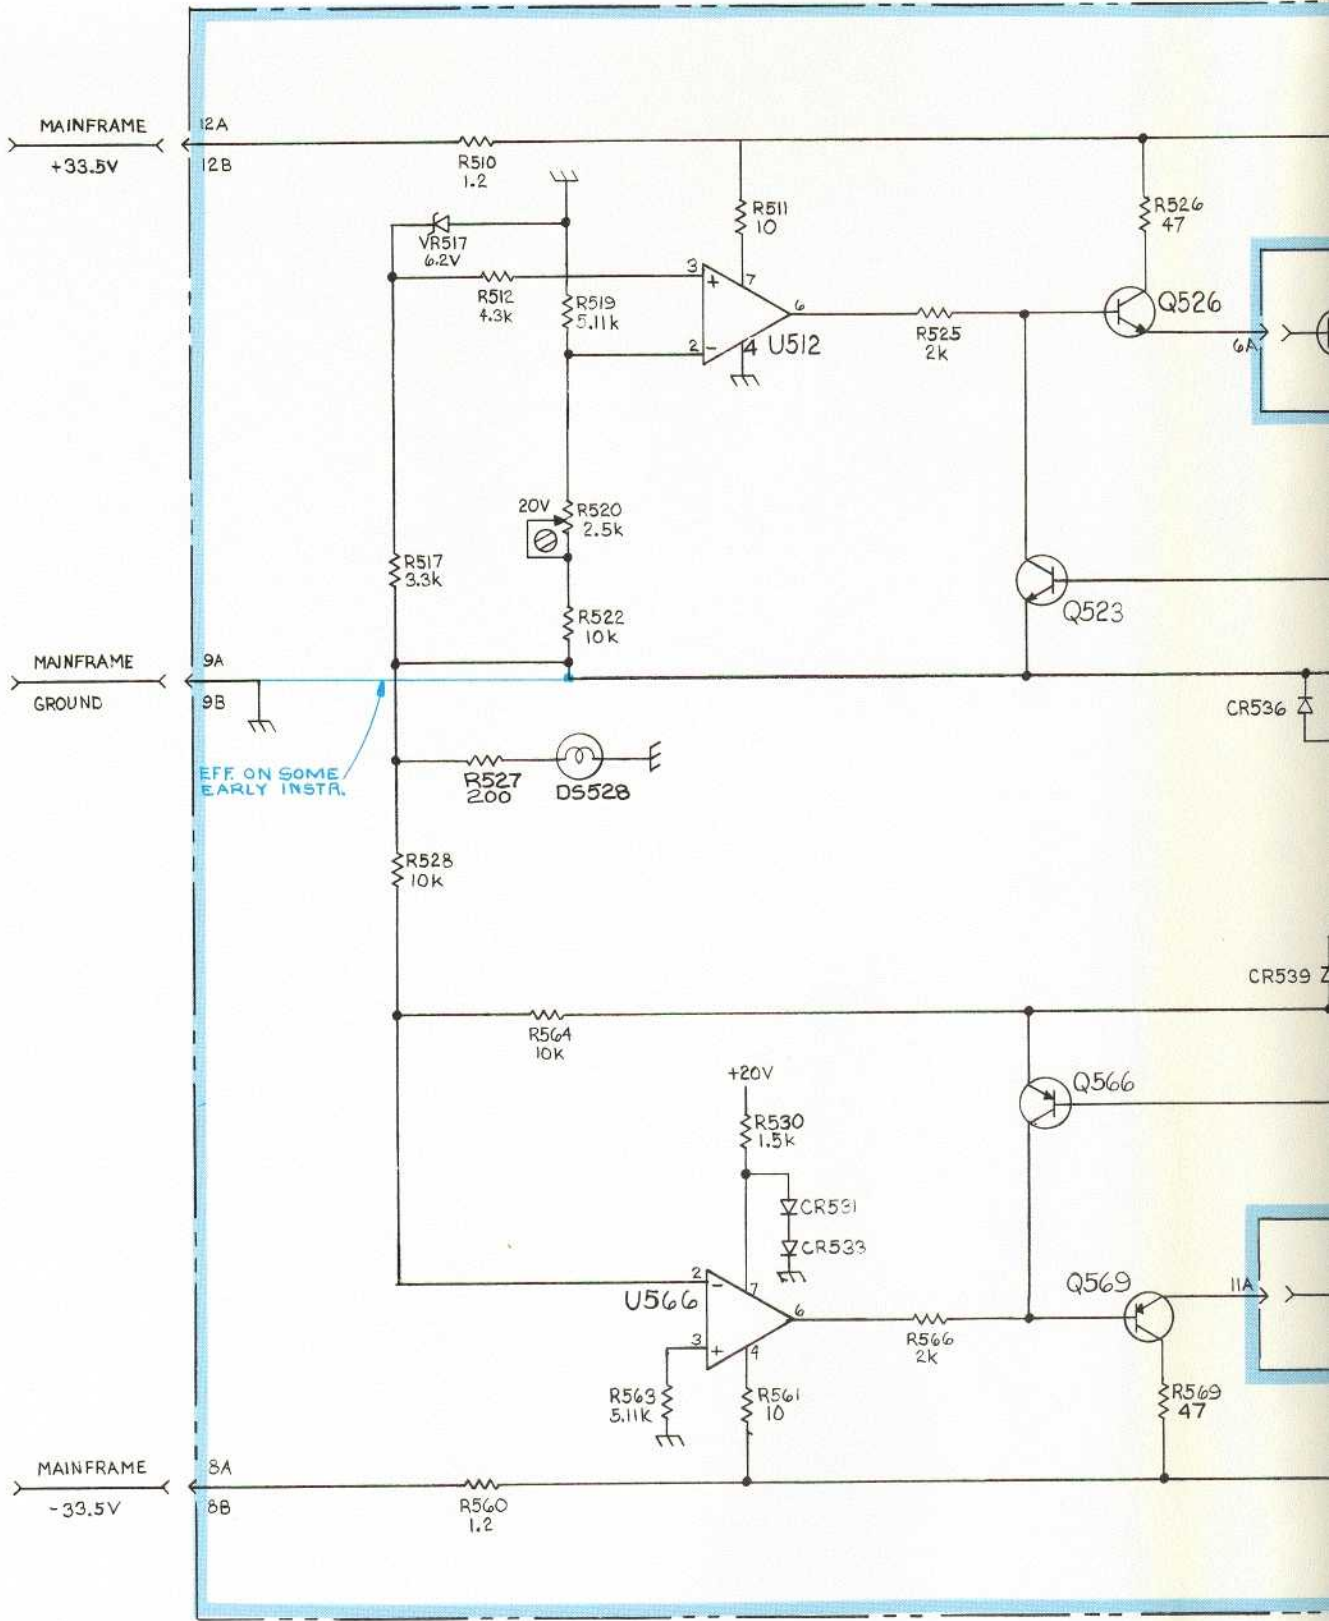 MAINFRAME
+33.5V
12A
12B
R510
1.2
R511
10
R526
47
VR517
6.2V
R512
4.3k
R519
5.11k
3
+
7
2
-
4
6
U512
R525
2k
Q526
6A
20V
R520
2.5k
R517
3.3k
R522
10k
Q523
MAINFRAME
GROUND
9A
9B
CR536
EFF. ON SOME
EARLY INSTR.
R527
200
DS528
R528
10K
CR539
R564
10K
+20V
Q566
R530
1.5k
CR531
CR533
2
-
7
U566
6
3
+
4
R566
2k
Q569
11A
R563
5.11K
R561
10
R569
47
MAINFRAME
-33.5V
8A
8B
R560
1.2